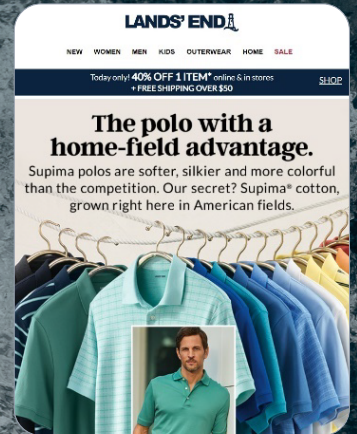 LANDS' END
NEW WOMEN MEN KIDS OUTERWEAR HOME SALE
Today only! 40% OFF 1 ITEM* online & in stores
+ FREE SHIPPING OVER $50
SHOP
The polo with a
home-field advantage.
Supima polos are softer, silkier and more colorful
than the competition. Our secret? Supima® cotton,
grown right here in American fields.